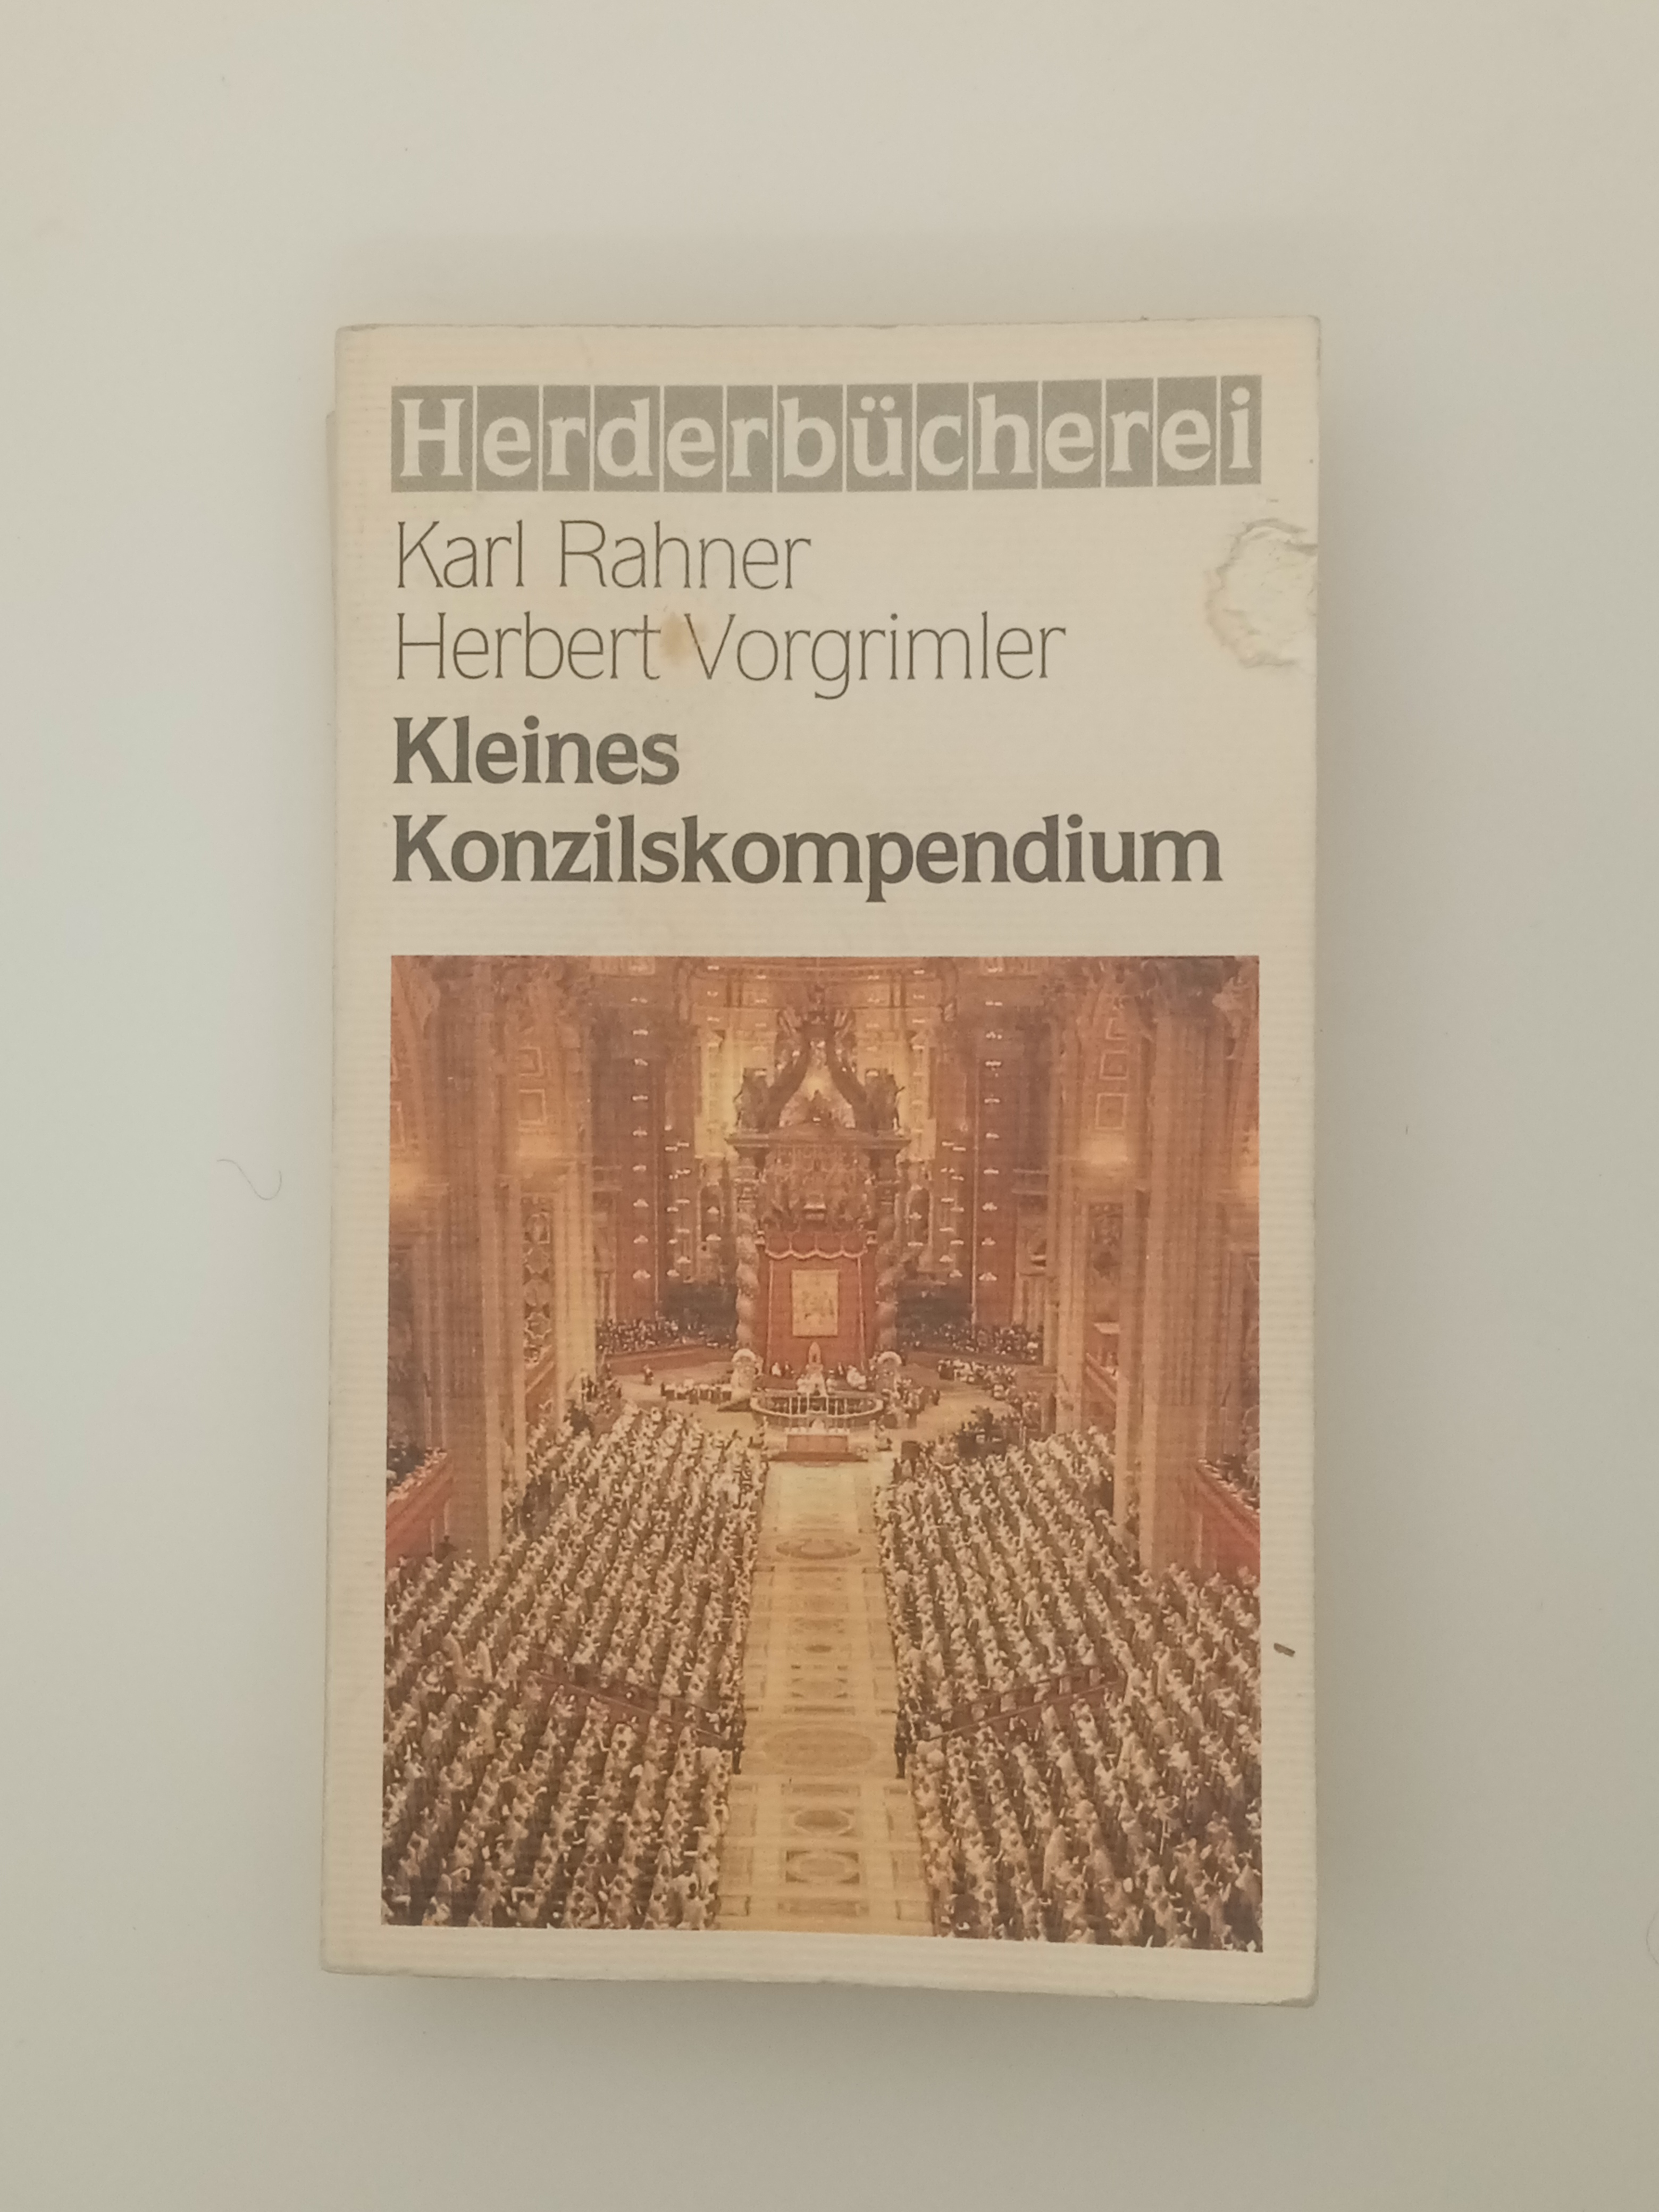 Herderbücherei
Karl Rahner
Herbert Vorgrimler
Kleines
Konzilskompendium